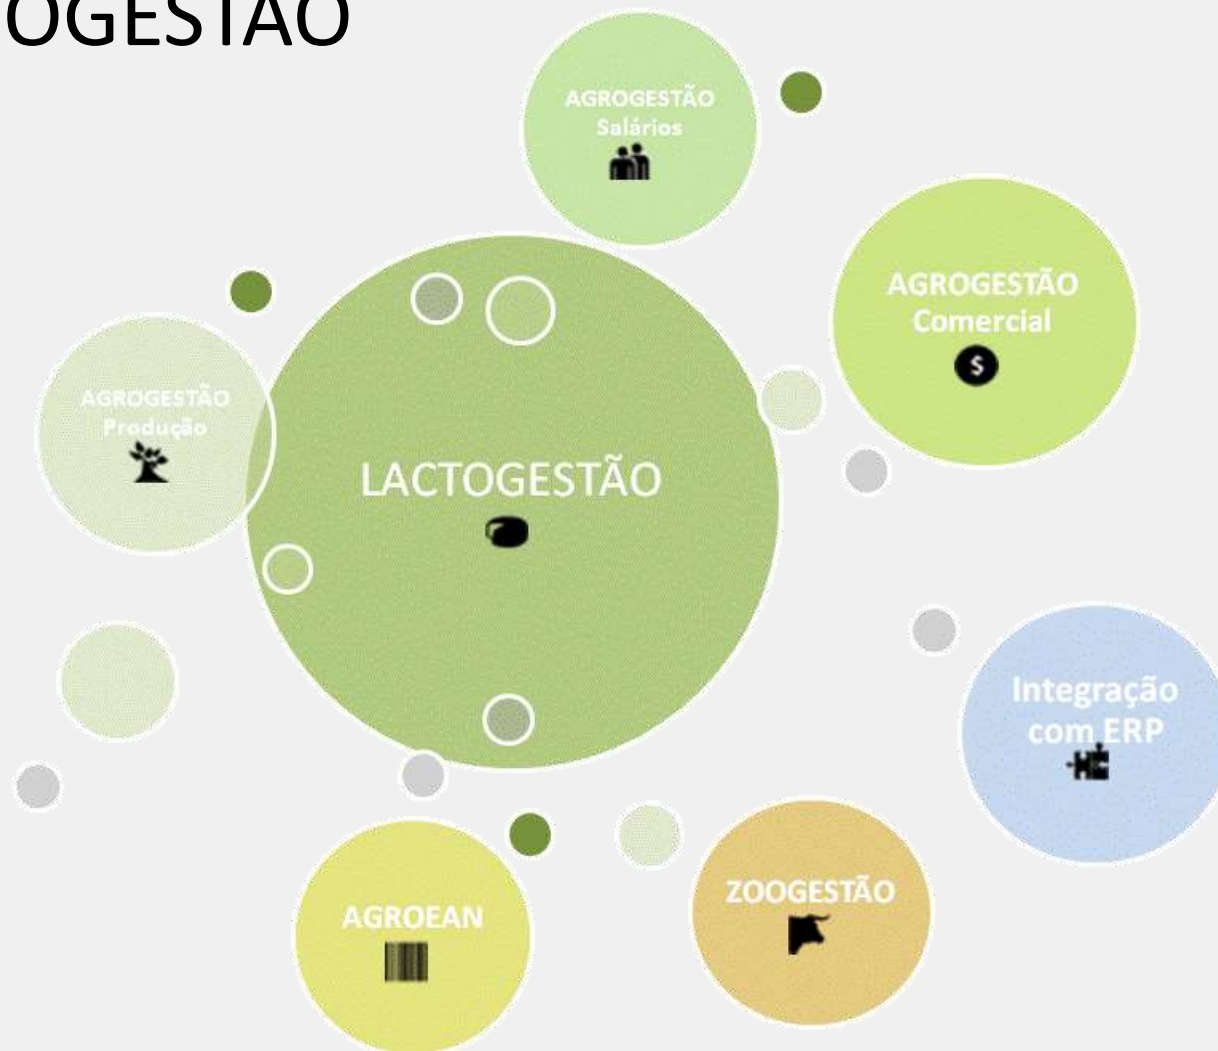 OGESTÃO
AGROGESTÃO
Salários
AGROGESTÃO
Comercial
$
AGROGESTÃO
Produção
LACTOGESTÃO
Integração
com ERP
ZOOGESTÃO
AGROEAN